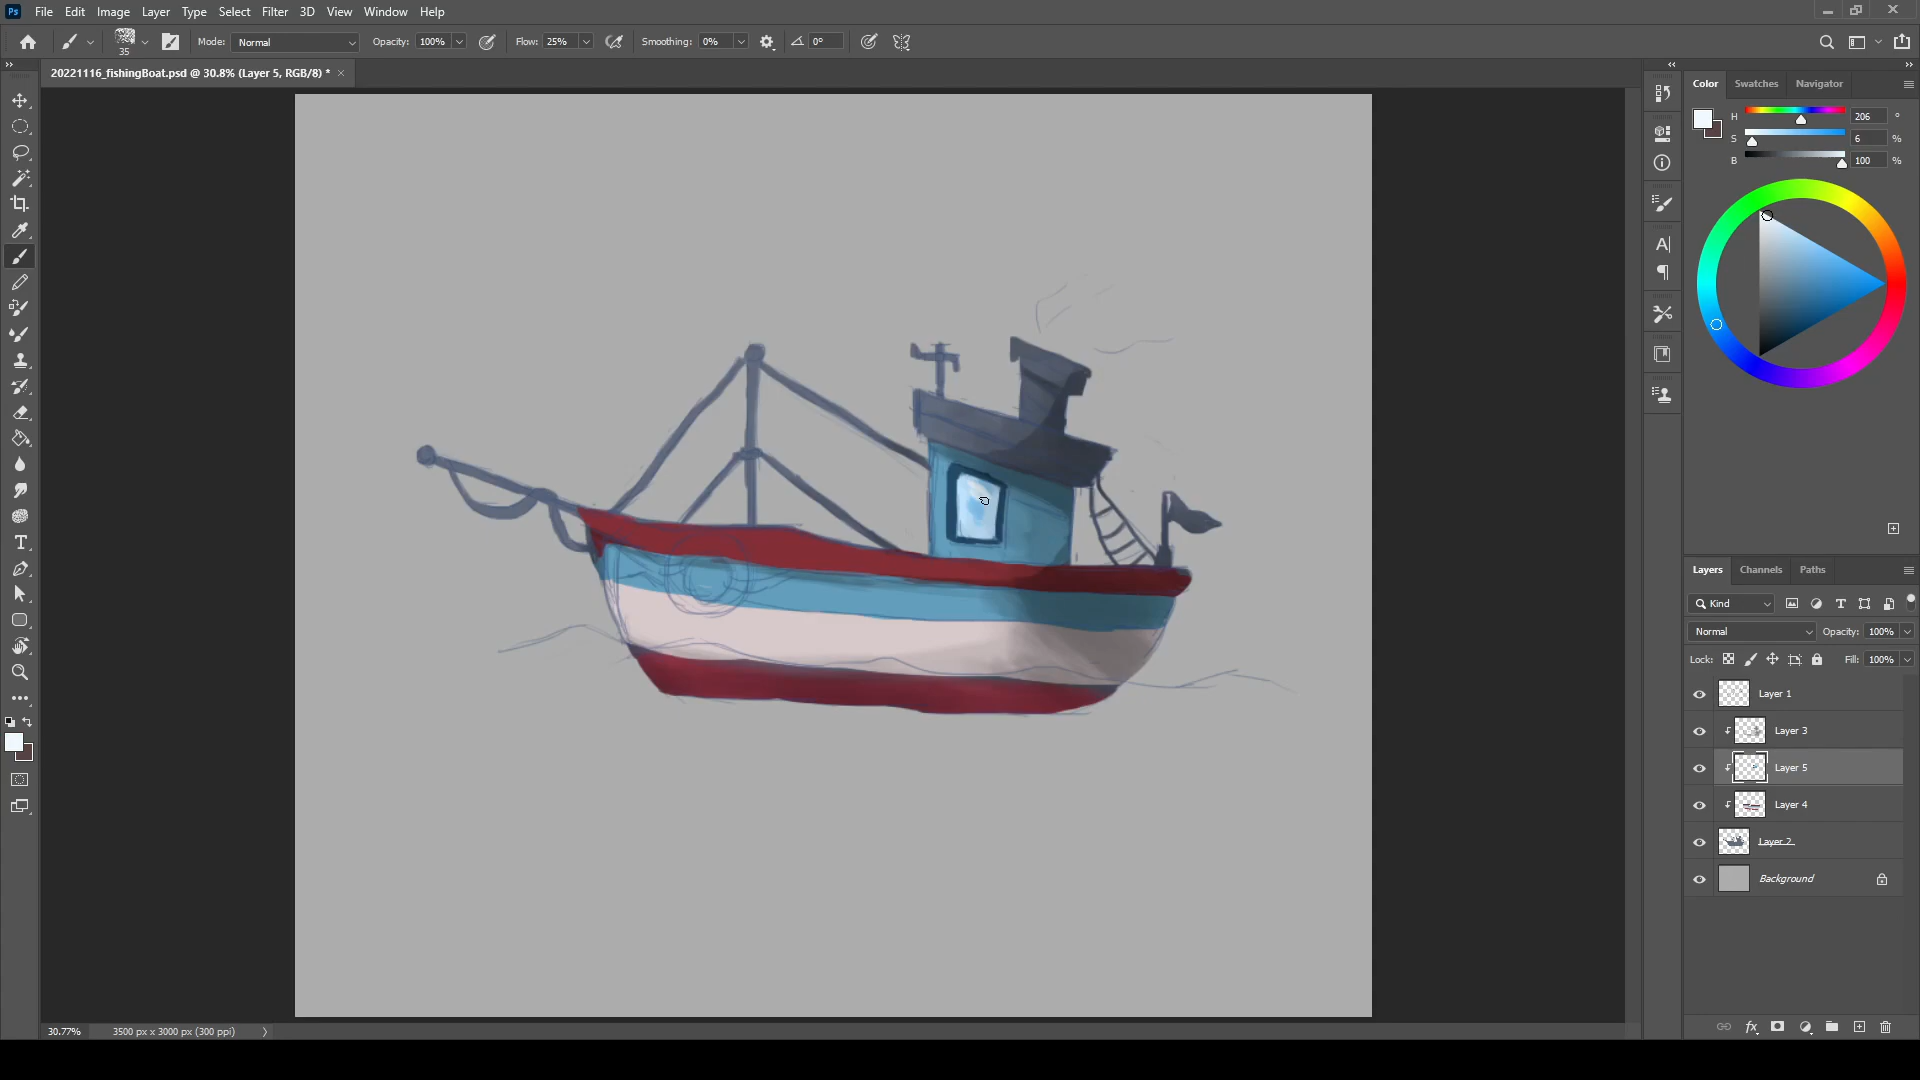 Ps File Edit Image Layer Type Select Filter 3D View Window Help
35 Mode: Normal Opacity: 100% Flow: 25% Smoothing: 0% 0°
20221116_fishingBoat.psd @ 30.8% (Layer 5, RGB/8) * ×
Color Swatches Navigator
H 206 °
S 6 %
B 100 %
Layers Channels Paths
Kind
Normal Opacity: 100%
Lock: Fill: 100%
Layer 1
Layer 3
Layer 5
Layer 4
Layer 2
Background
30.77% 3500 px x 3000 px (300 ppi)